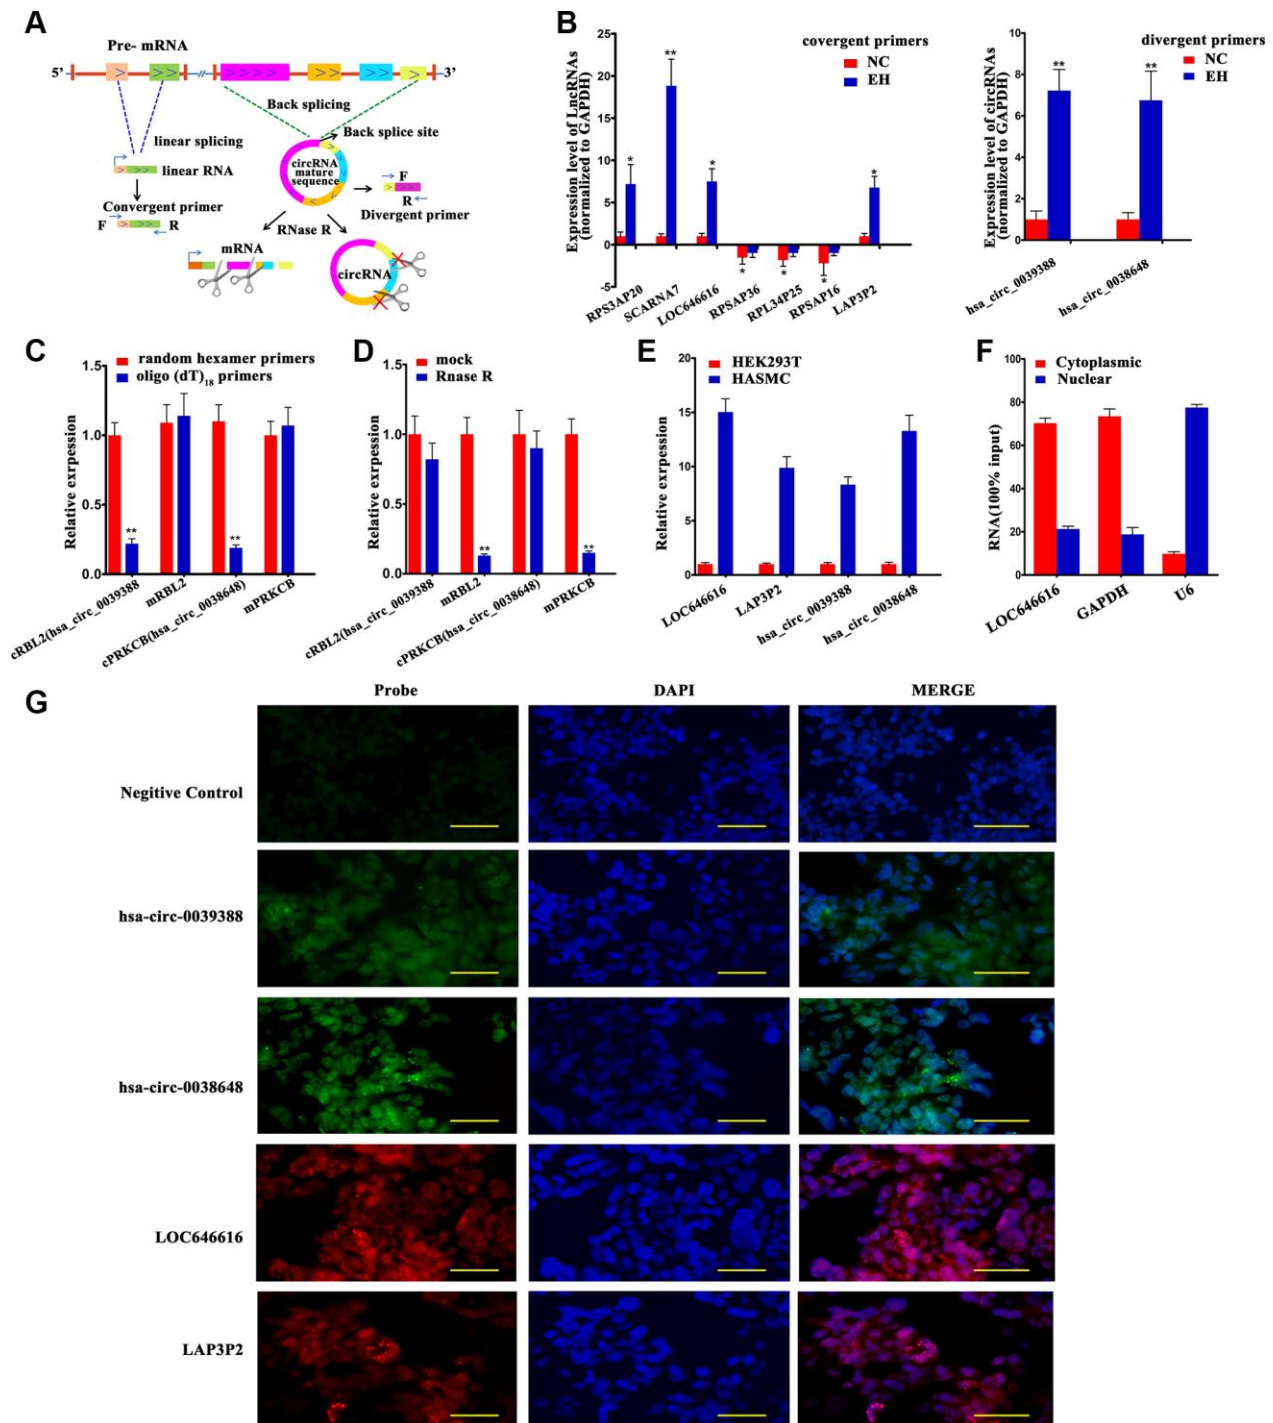 A
Pre- mRNA
5'
3'
Back splicing
linear splicing
Back splice site
linear RNA
circRNA
mature
sequence
F
R
Convergent primer
Divergent primer
F
R
RNase R
mRNA
circRNA
B
Expression level of LncRNAs
(normalized to GAPDH)
25
20
15
10
5
0
-5
covergent primers
NC
EH
*
**
*
*
*
*
*
RPS3AP20
SCARNA7
LOC646616
RPSAP36
RPL34P25
RPSAP16
LAP3P2
Expression level of circRNAs
(normalized to GAPDH)
10
8
6
4
2
0
divergent primers
NC
EH
**
**
hsa_circ_0039388
hsa_circ_0038648
C
Relative exrpession
1.5
1.0
0.5
0.0
random hexamer primers
oligo (dT)18 primers
**
**
cRBL2(hsa_circ_0039388
mRBL2
cPRKCB(hsa_circ_0038648)
mPRKCB
D
Relative exrpession
1.5
1.0
0.5
0.0
mock
Rnase R
**
**
cRBL2(hsa_circ_0039388
mRBL2
cPRKCB(hsa_circ_0038648)
mPRKCB
E
Relative exrpession
20
15
10
5
0
HEK293T
HASMC
LOC646616
LAP3P2
hsa_circ_0039388
hsa_circ_0038648
F
RNA(100% input)
100
80
60
40
20
0
Cytoplasmic
Nuclear
LOC646616
GAPDH
U6
G
Probe
DAPI
MERGE
Negitive Control
hsa-circ-0039388
hsa-circ-0038648
LOC646616
LAP3P2